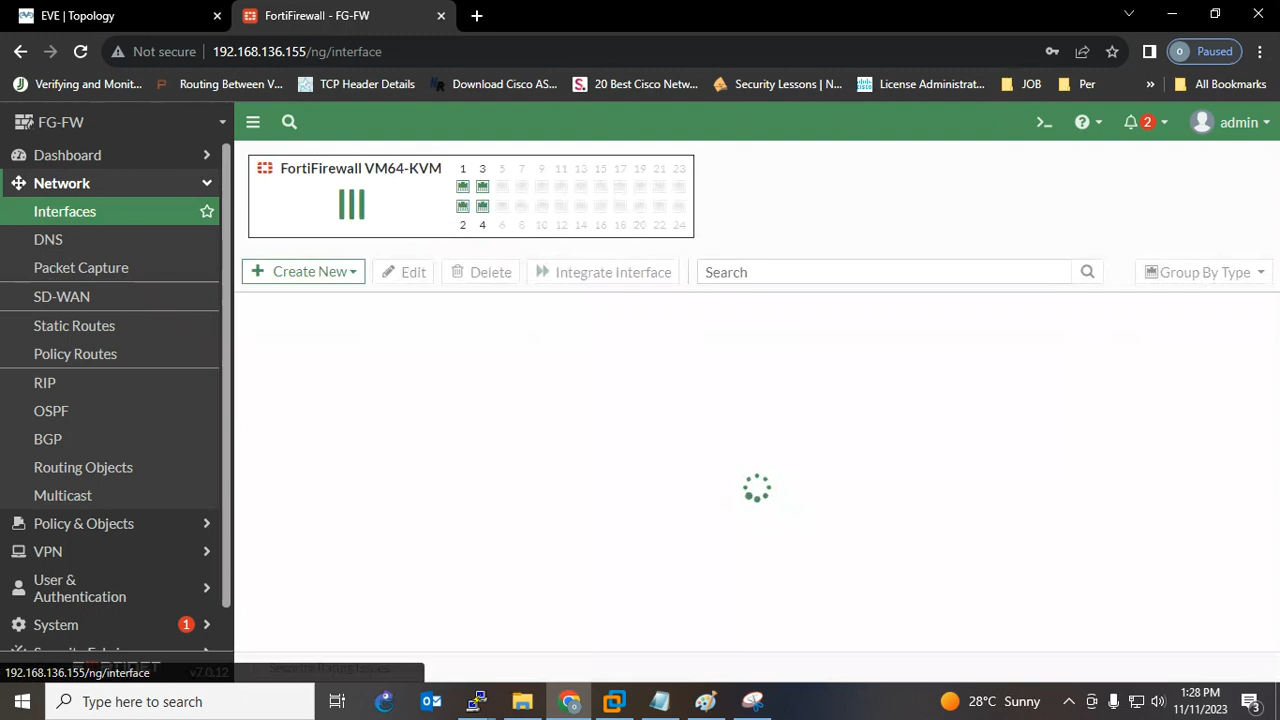 EVE | Topology
FortiFirewall - FG-FW
Not secure
192.168.136.155/ng/interface
Paused
Verifying and Monit...
Routing Between V...
TCP Header Details
Download Cisco AS...
20 Best Cisco Netw...
Security Lessons | N...
License Administrat...
JOB
Per
All Bookmarks
FG-FW
2
admin
Dashboard
Network
Interfaces
DNS
Packet Capture
SD-WAN
Static Routes
Policy Routes
RIP
OSPF
BGP
Routing Objects
Multicast
Policy & Objects
VPN
User &
Authentication
System
1
v7.0.12
FortiFirewall VM64-KVM
1 3 5 7 9 11 13 15 17 19 21 23
2 4 6 8 10 12 14 16 18 20 22 24
Create New
Edit
Delete
Integrate Interface
Search
Group By Type
192.168.136.155/ng/interface
Type here to search
28°C Sunny
1:28 PM
11/11/2023
3